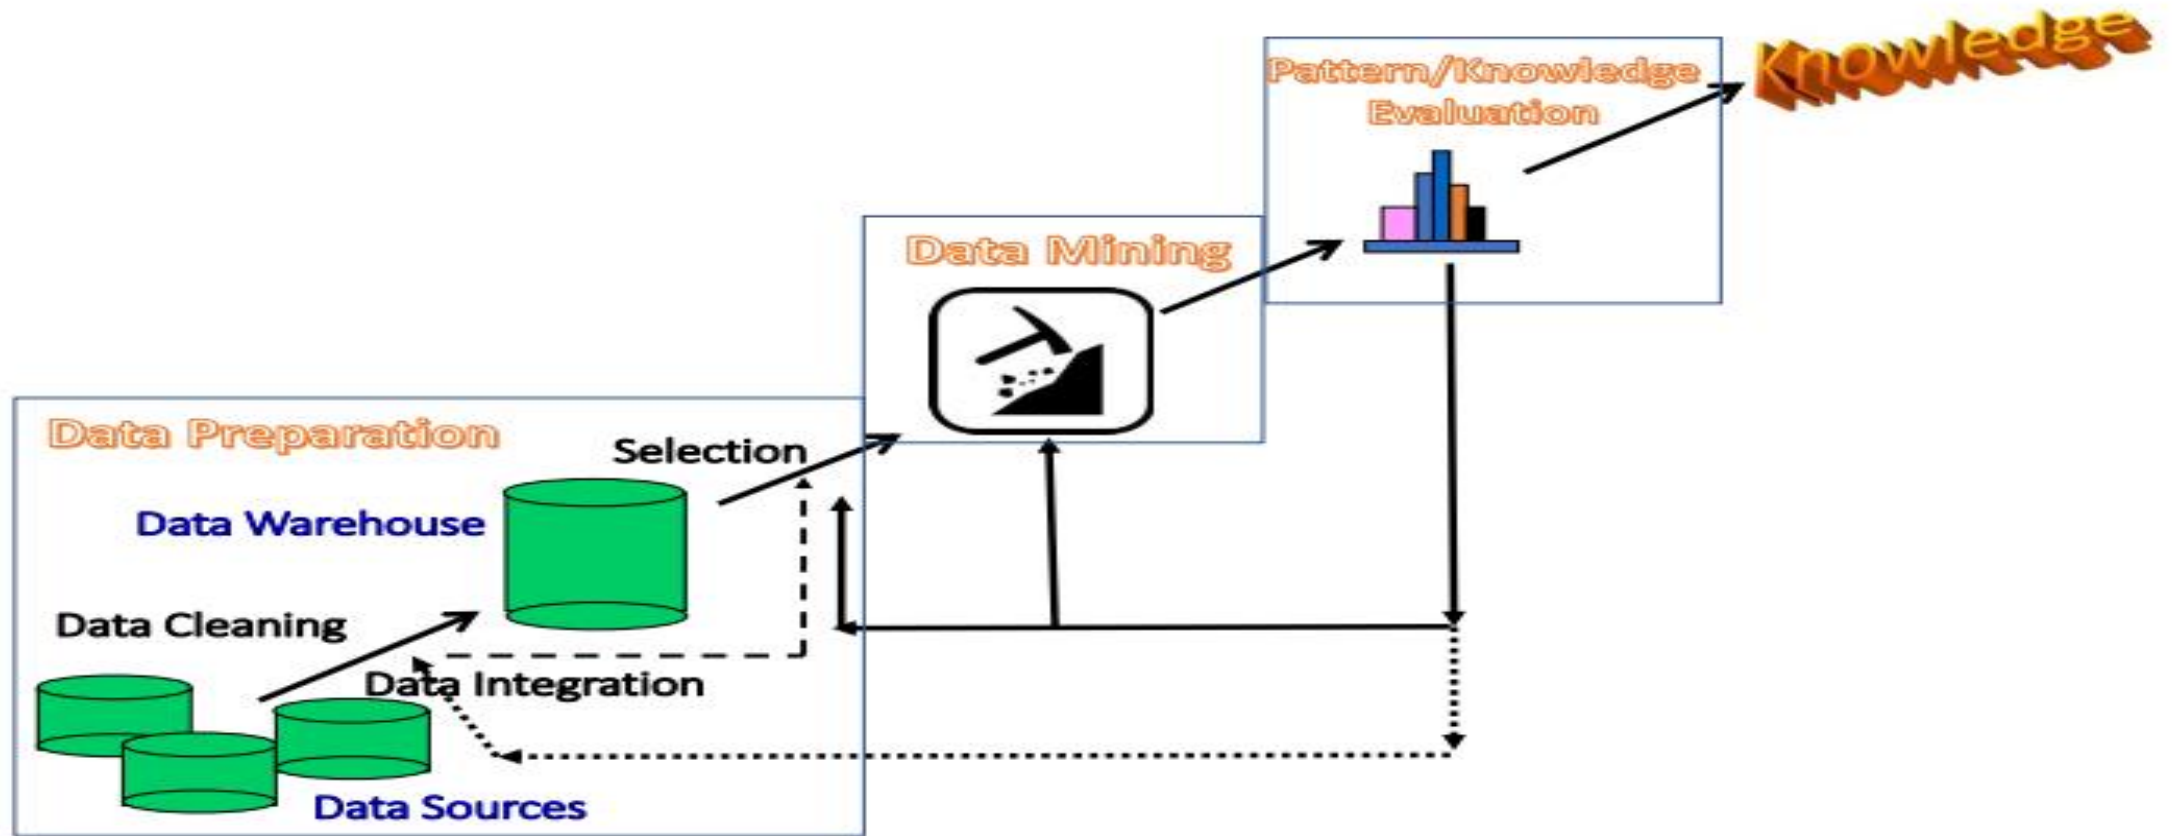 Knowledge
Pattern/Knowledge
Evaluation
Data Mining
Data Preparation
Selection
Data Warehouse
Data Cleaning
Data Integration
Data Sources